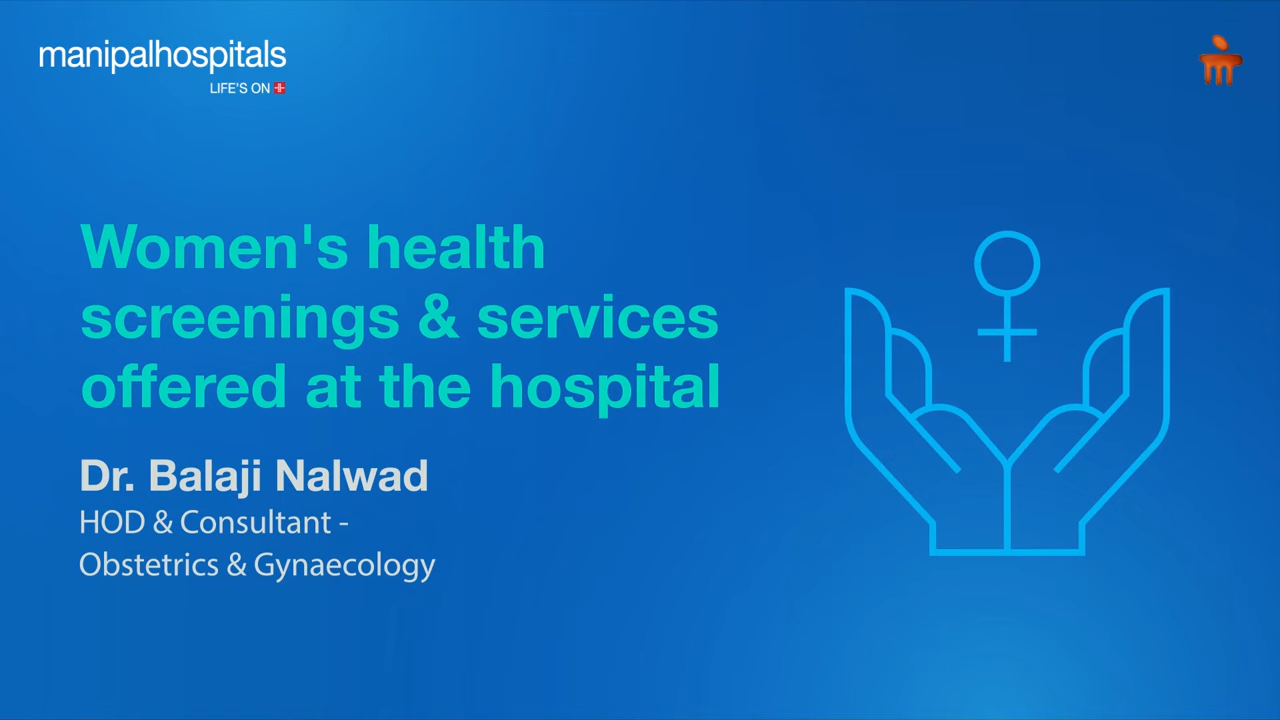 manipalhospitals
LIFE'S ON
Women's health
screenings & services
offered at the hospital
Dr. Balaji Nalwad
HOD & Consultant -
Obstetrics & Gynaecology